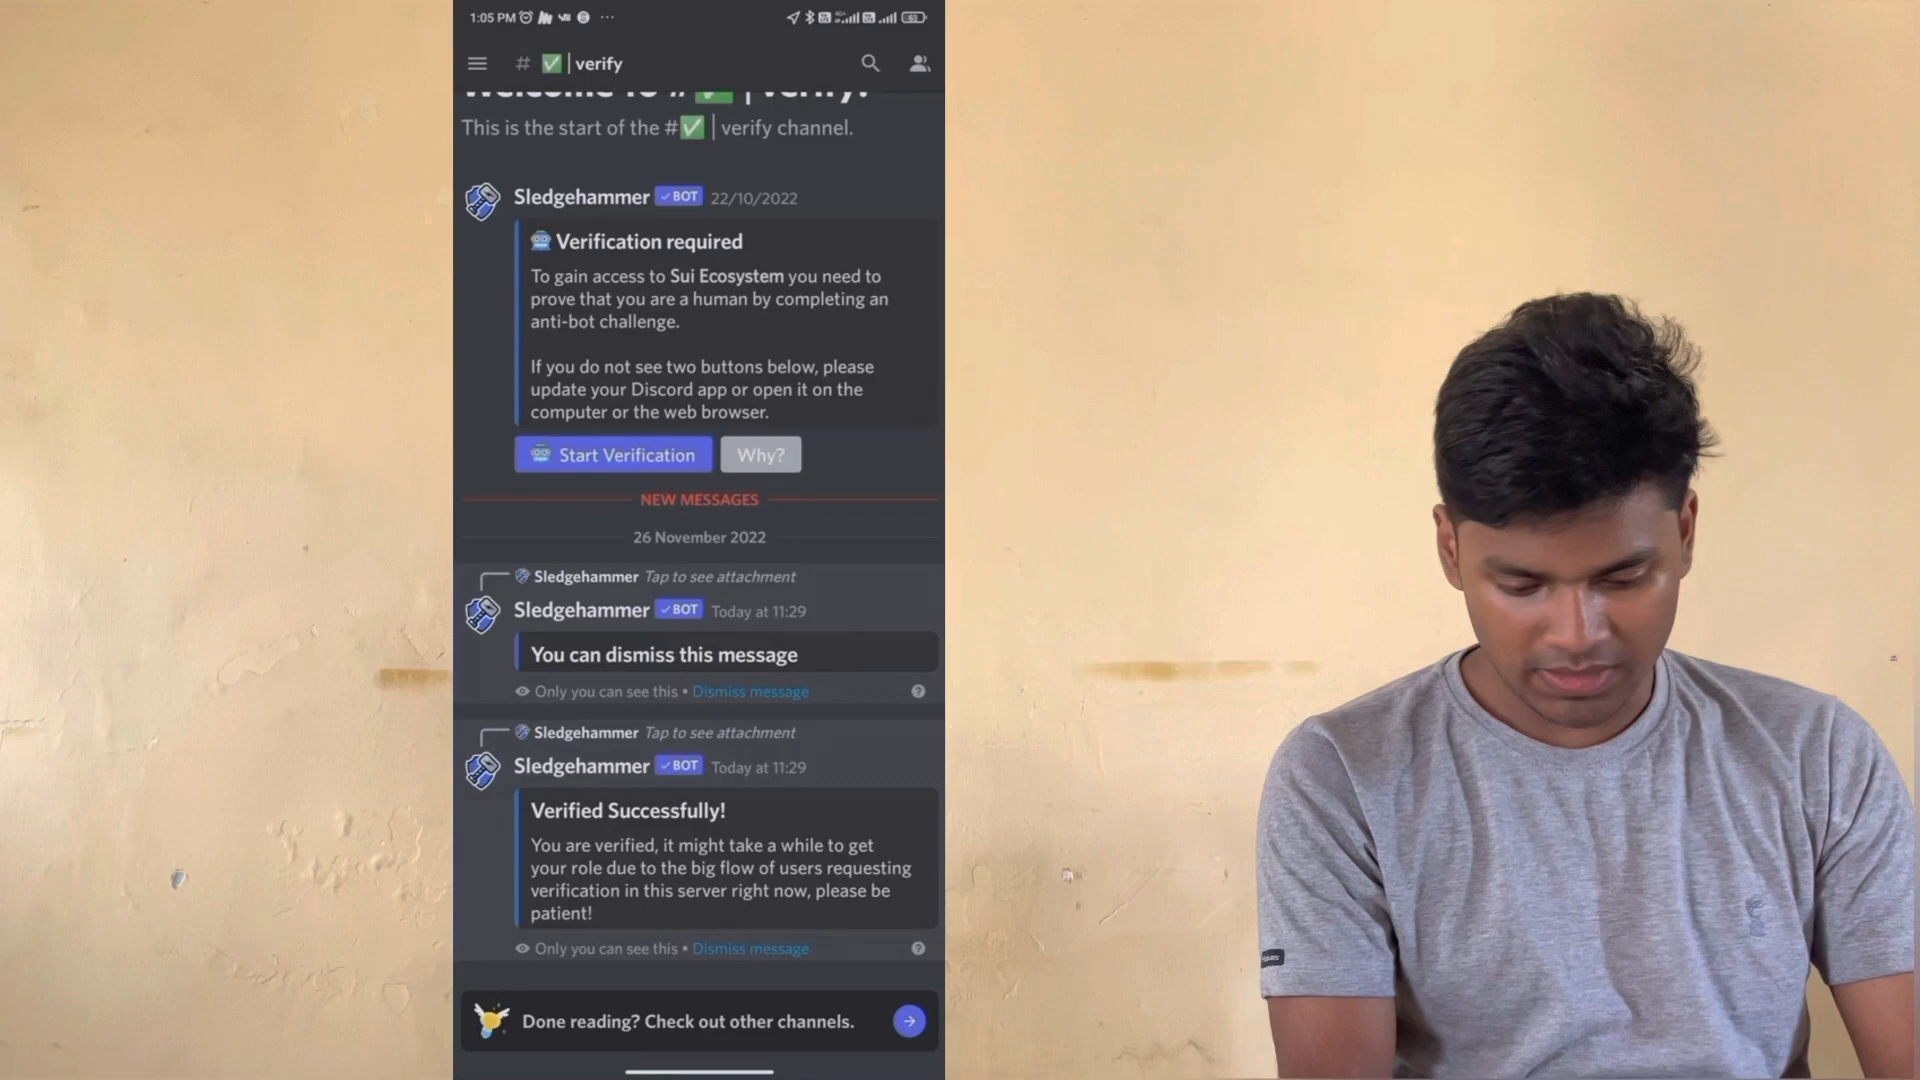 1:05 PM
# ✅ | verify
Welcome to #✅ | verify!
This is the start of the #✅ | verify channel.
Sledgehammer ✓ BOT 22/10/2022
🤖 Verification required
To gain access to Sui Ecosystem you need to
prove that you are a human by completing an
anti-bot challenge.
If you do not see two buttons below, please
update your Discord app or open it on the
computer or the web browser.
🤖 Start Verification Why?
NEW MESSAGES
26 November 2022
Sledgehammer Tap to see attachment
Sledgehammer ✓ BOT Today at 11:29
You can dismiss this message
Only you can see this • Dismiss message
Sledgehammer Tap to see attachment
Sledgehammer ✓ BOT Today at 11:29
Verified Successfully!
You are verified, it might take a while to get
your role due to the big flow of users requesting
verification in this server right now, please be
patient!
Only you can see this • Dismiss message
Done reading? Check out other channels.